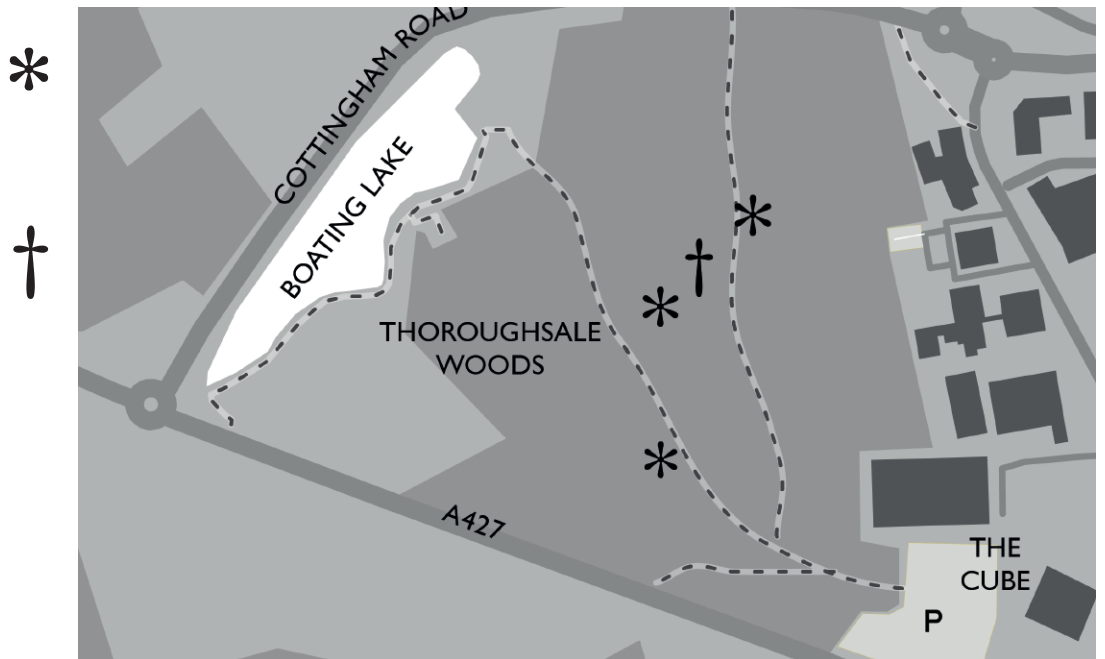 *
†
COTTINGHAM ROAD
BOATING LAKE
*
†
*
THOROUGHSALE
WOODS
*
A427
THE
CUBE
P